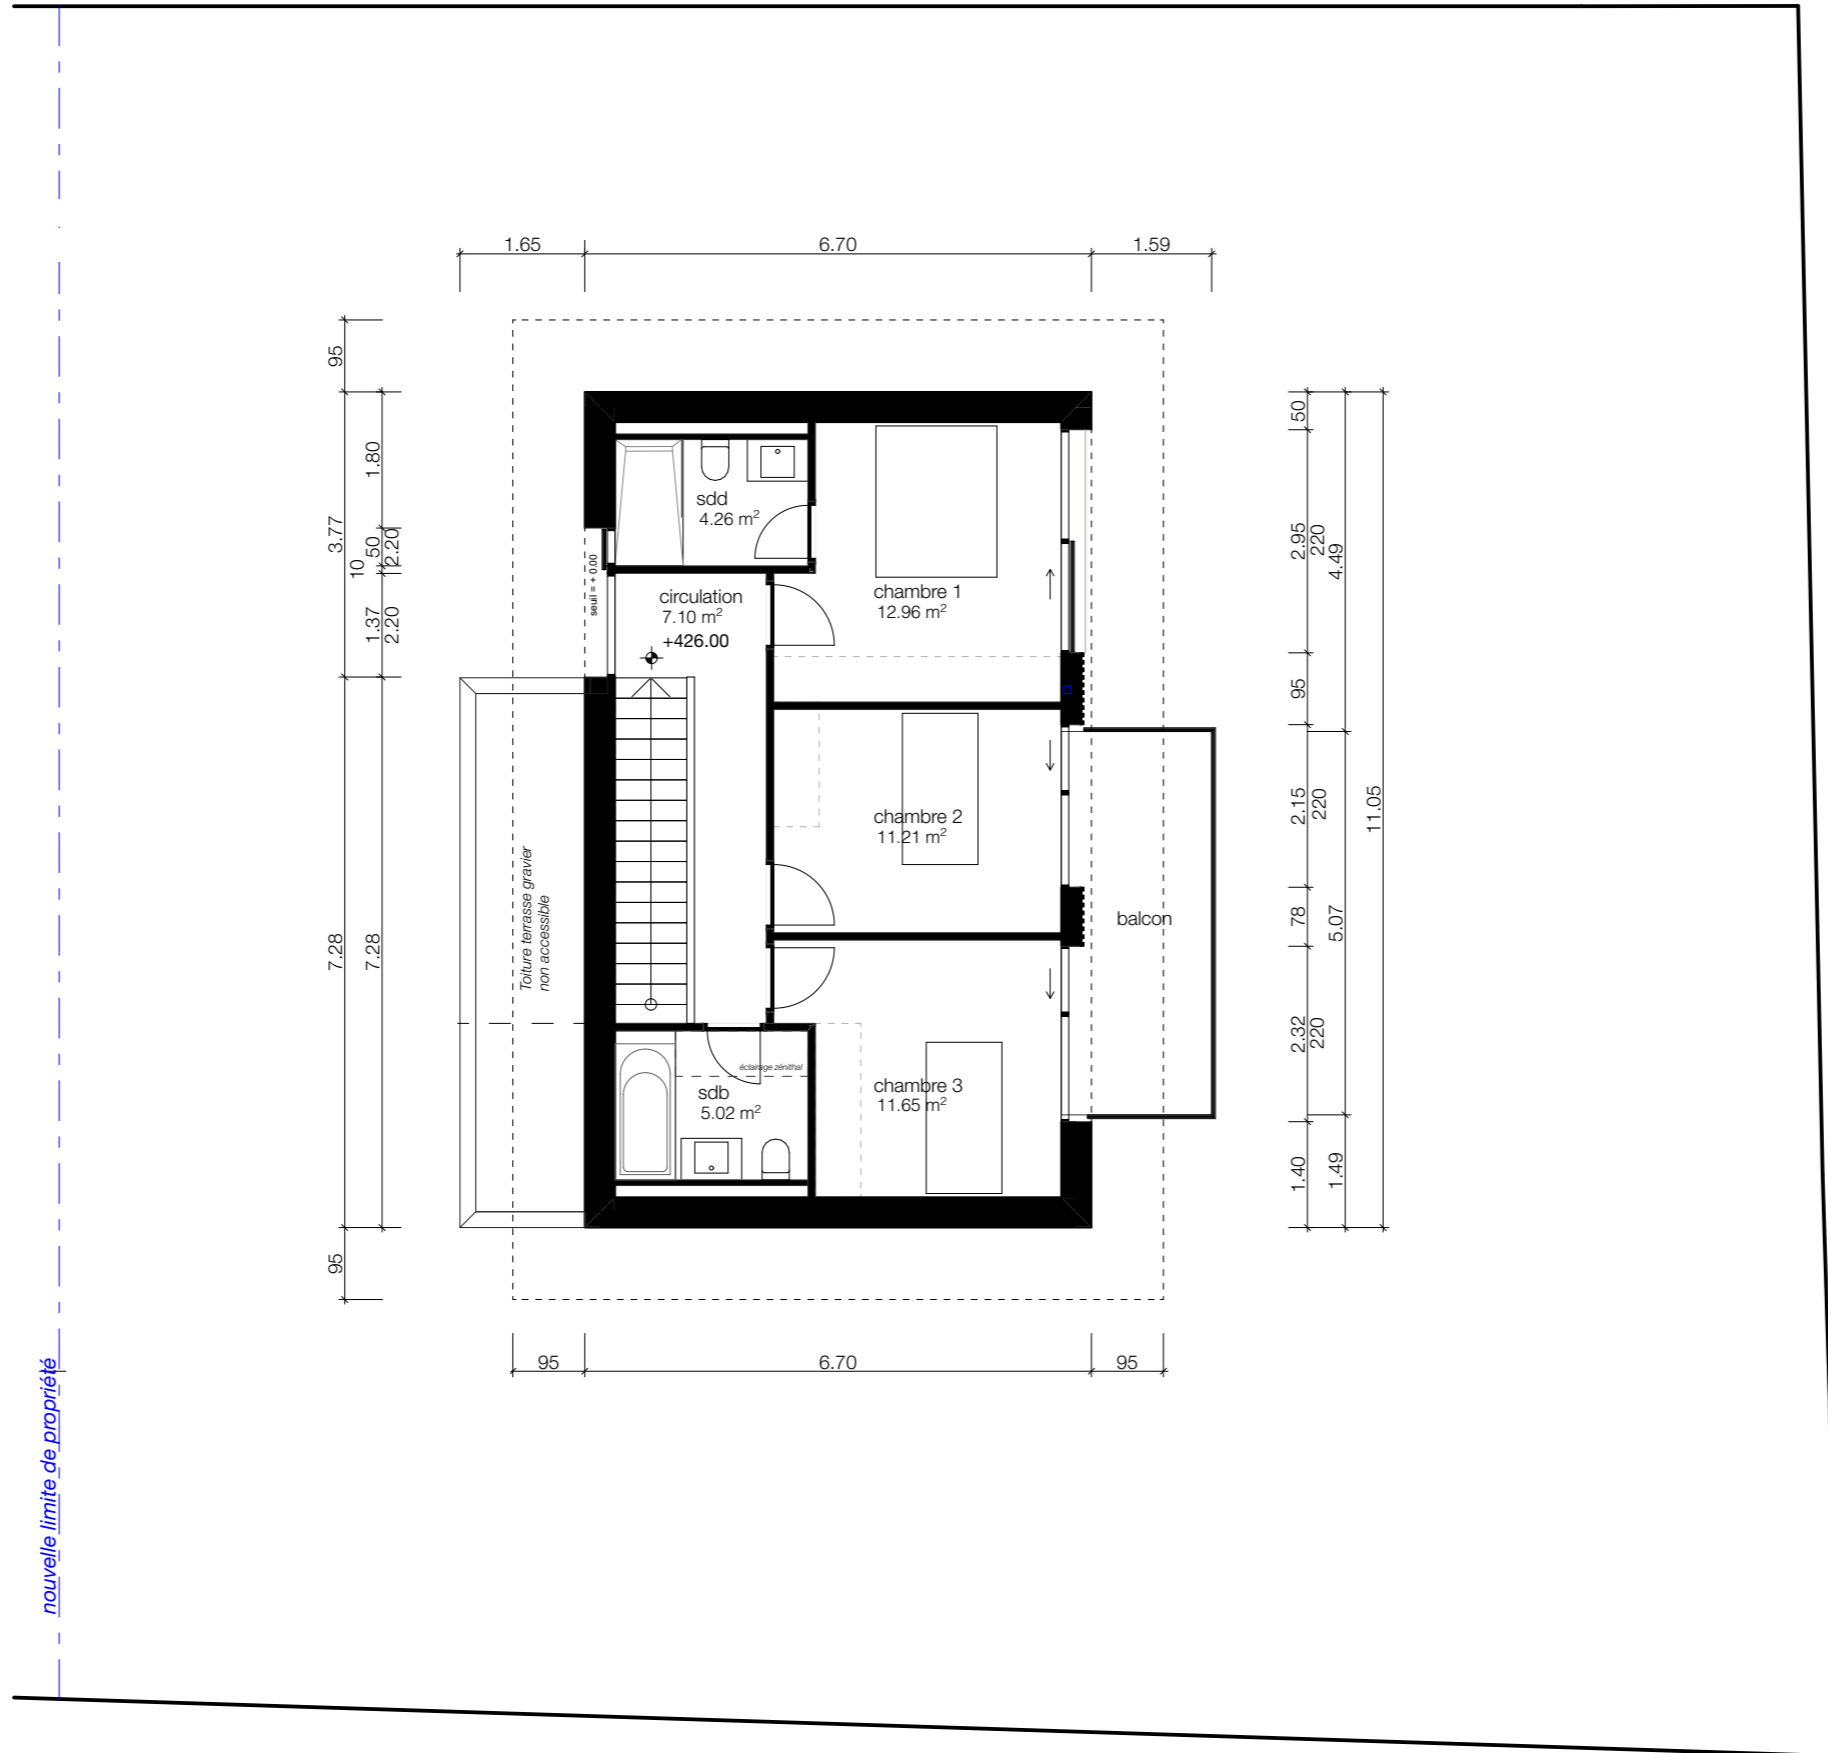 1.65
6.70
1.59
95
3.77
1.80
10
50
2.20
1.37
2.20
7.28
7.28
95
sdd
4.26 m²
seuil = + 0.00
circulation
7.10 m²
+426.00
chambre 1
12.96 m²
chambre 2
11.21 m²
balcon
Toiture terrasse gravier
non accessible
éclairage zénithal
sdb
5.02 m²
chambre 3
11.65 m²
50
2.95
220
4.49
95
2.15
220
11.05
78
5.07
2.32
220
1.40
1.49
95
6.70
95
nouvelle limite de propriété